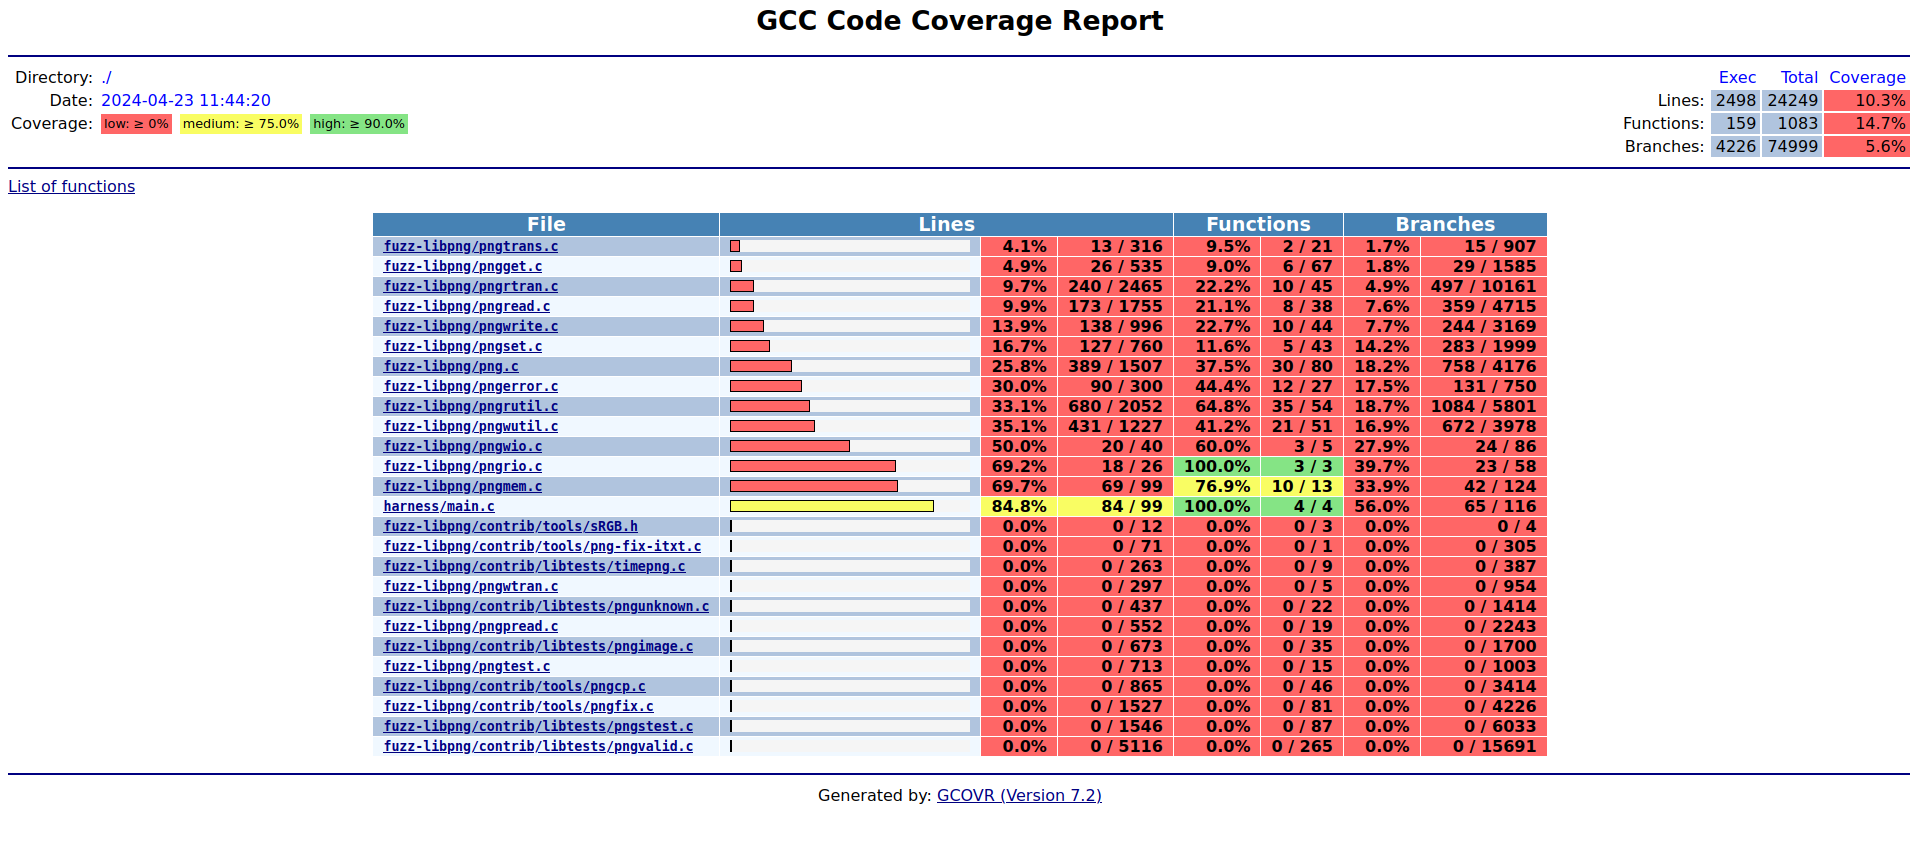 GCC Code Coverage Report
Directory: ./
Date: 2024-04-23 11:44:20
Coverage: low: ≥ 0% medium: ≥ 75.0% high: ≥ 90.0%
Exec Total Coverage
Lines: 2498 24249 10.3%
Functions: 159 1083 14.7%
Branches: 4226 74999 5.6%
List of functions
File Lines Functions Branches
fuzz-libpng/pngtrans.c 4.1% 13 / 316 9.5% 2 / 21 1.7% 15 / 907
fuzz-libpng/pngget.c 4.9% 26 / 535 9.0% 6 / 67 1.8% 29 / 1585
fuzz-libpng/pngrtran.c 9.7% 240 / 2465 22.2% 10 / 45 4.9% 497 / 10161
fuzz-libpng/pngread.c 9.9% 173 / 1755 21.1% 8 / 38 7.6% 359 / 4715
fuzz-libpng/pngwrite.c 13.9% 138 / 996 22.7% 10 / 44 7.7% 244 / 3169
fuzz-libpng/pngset.c 16.7% 127 / 760 11.6% 5 / 43 14.2% 283 / 1999
fuzz-libpng/png.c 25.8% 389 / 1507 37.5% 30 / 80 18.2% 758 / 4176
fuzz-libpng/pngerror.c 30.0% 90 / 300 44.4% 12 / 27 17.5% 131 / 750
fuzz-libpng/pngrutil.c 33.1% 680 / 2052 64.8% 35 / 54 18.7% 1084 / 5801
fuzz-libpng/pngwutil.c 35.1% 431 / 1227 41.2% 21 / 51 16.9% 672 / 3978
fuzz-libpng/pngwio.c 50.0% 20 / 40 60.0% 3 / 5 27.9% 24 / 86
fuzz-libpng/pngrio.c 69.2% 18 / 26 100.0% 3 / 3 39.7% 23 / 58
fuzz-libpng/pngmem.c 69.7% 69 / 99 76.9% 10 / 13 33.9% 42 / 124
harness/main.c 84.8% 84 / 99 100.0% 4 / 4 56.0% 65 / 116
fuzz-libpng/contrib/tools/sRGB.h 0.0% 0 / 12 0.0% 0 / 3 0.0% 0 / 4
fuzz-libpng/contrib/tools/png-fix-itxt.c 0.0% 0 / 71 0.0% 0 / 1 0.0% 0 / 305
fuzz-libpng/contrib/libtests/timepng.c 0.0% 0 / 263 0.0% 0 / 9 0.0% 0 / 387
fuzz-libpng/pngwtran.c 0.0% 0 / 297 0.0% 0 / 5 0.0% 0 / 954
fuzz-libpng/contrib/libtests/pngunknown.c 0.0% 0 / 437 0.0% 0 / 22 0.0% 0 / 1414
fuzz-libpng/pngpread.c 0.0% 0 / 552 0.0% 0 / 19 0.0% 0 / 2243
fuzz-libpng/contrib/libtests/pngimage.c 0.0% 0 / 673 0.0% 0 / 35 0.0% 0 / 1700
fuzz-libpng/pngtest.c 0.0% 0 / 713 0.0% 0 / 15 0.0% 0 / 1003
fuzz-libpng/contrib/tools/pngcp.c 0.0% 0 / 865 0.0% 0 / 46 0.0% 0 / 3414
fuzz-libpng/contrib/tools/pngfix.c 0.0% 0 / 1527 0.0% 0 / 81 0.0% 0 / 4226
fuzz-libpng/contrib/libtests/pngstest.c 0.0% 0 / 1546 0.0% 0 / 87 0.0% 0 / 6033
fuzz-libpng/contrib/libtests/pngvalid.c 0.0% 0 / 5116 0.0% 0 / 265 0.0% 0 / 15691
Generated by: GCOVR (Version 7.2)